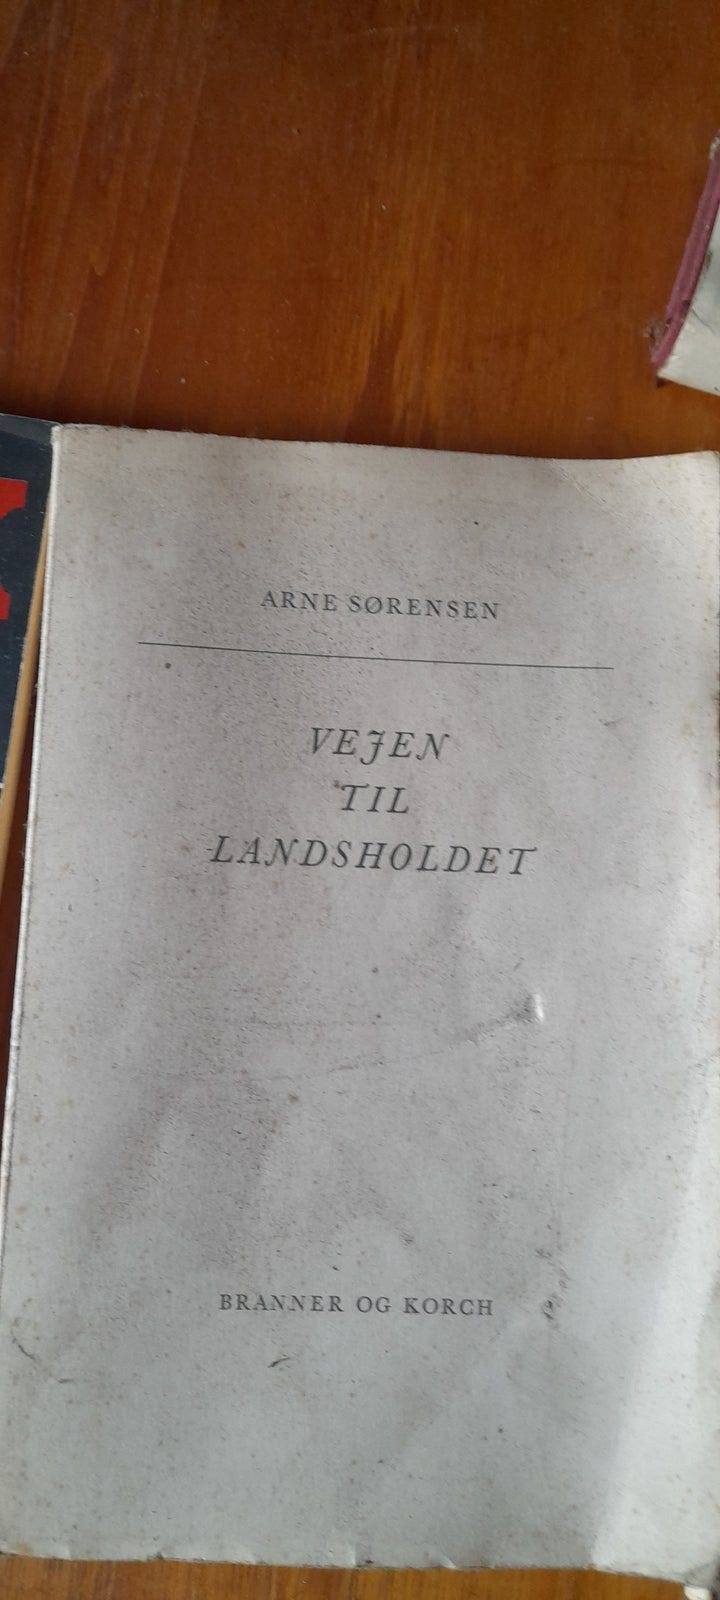 ARNE SØRENSEN
VEJEN
TIL
LANDSHOLDET
BRANNER OG KORCH